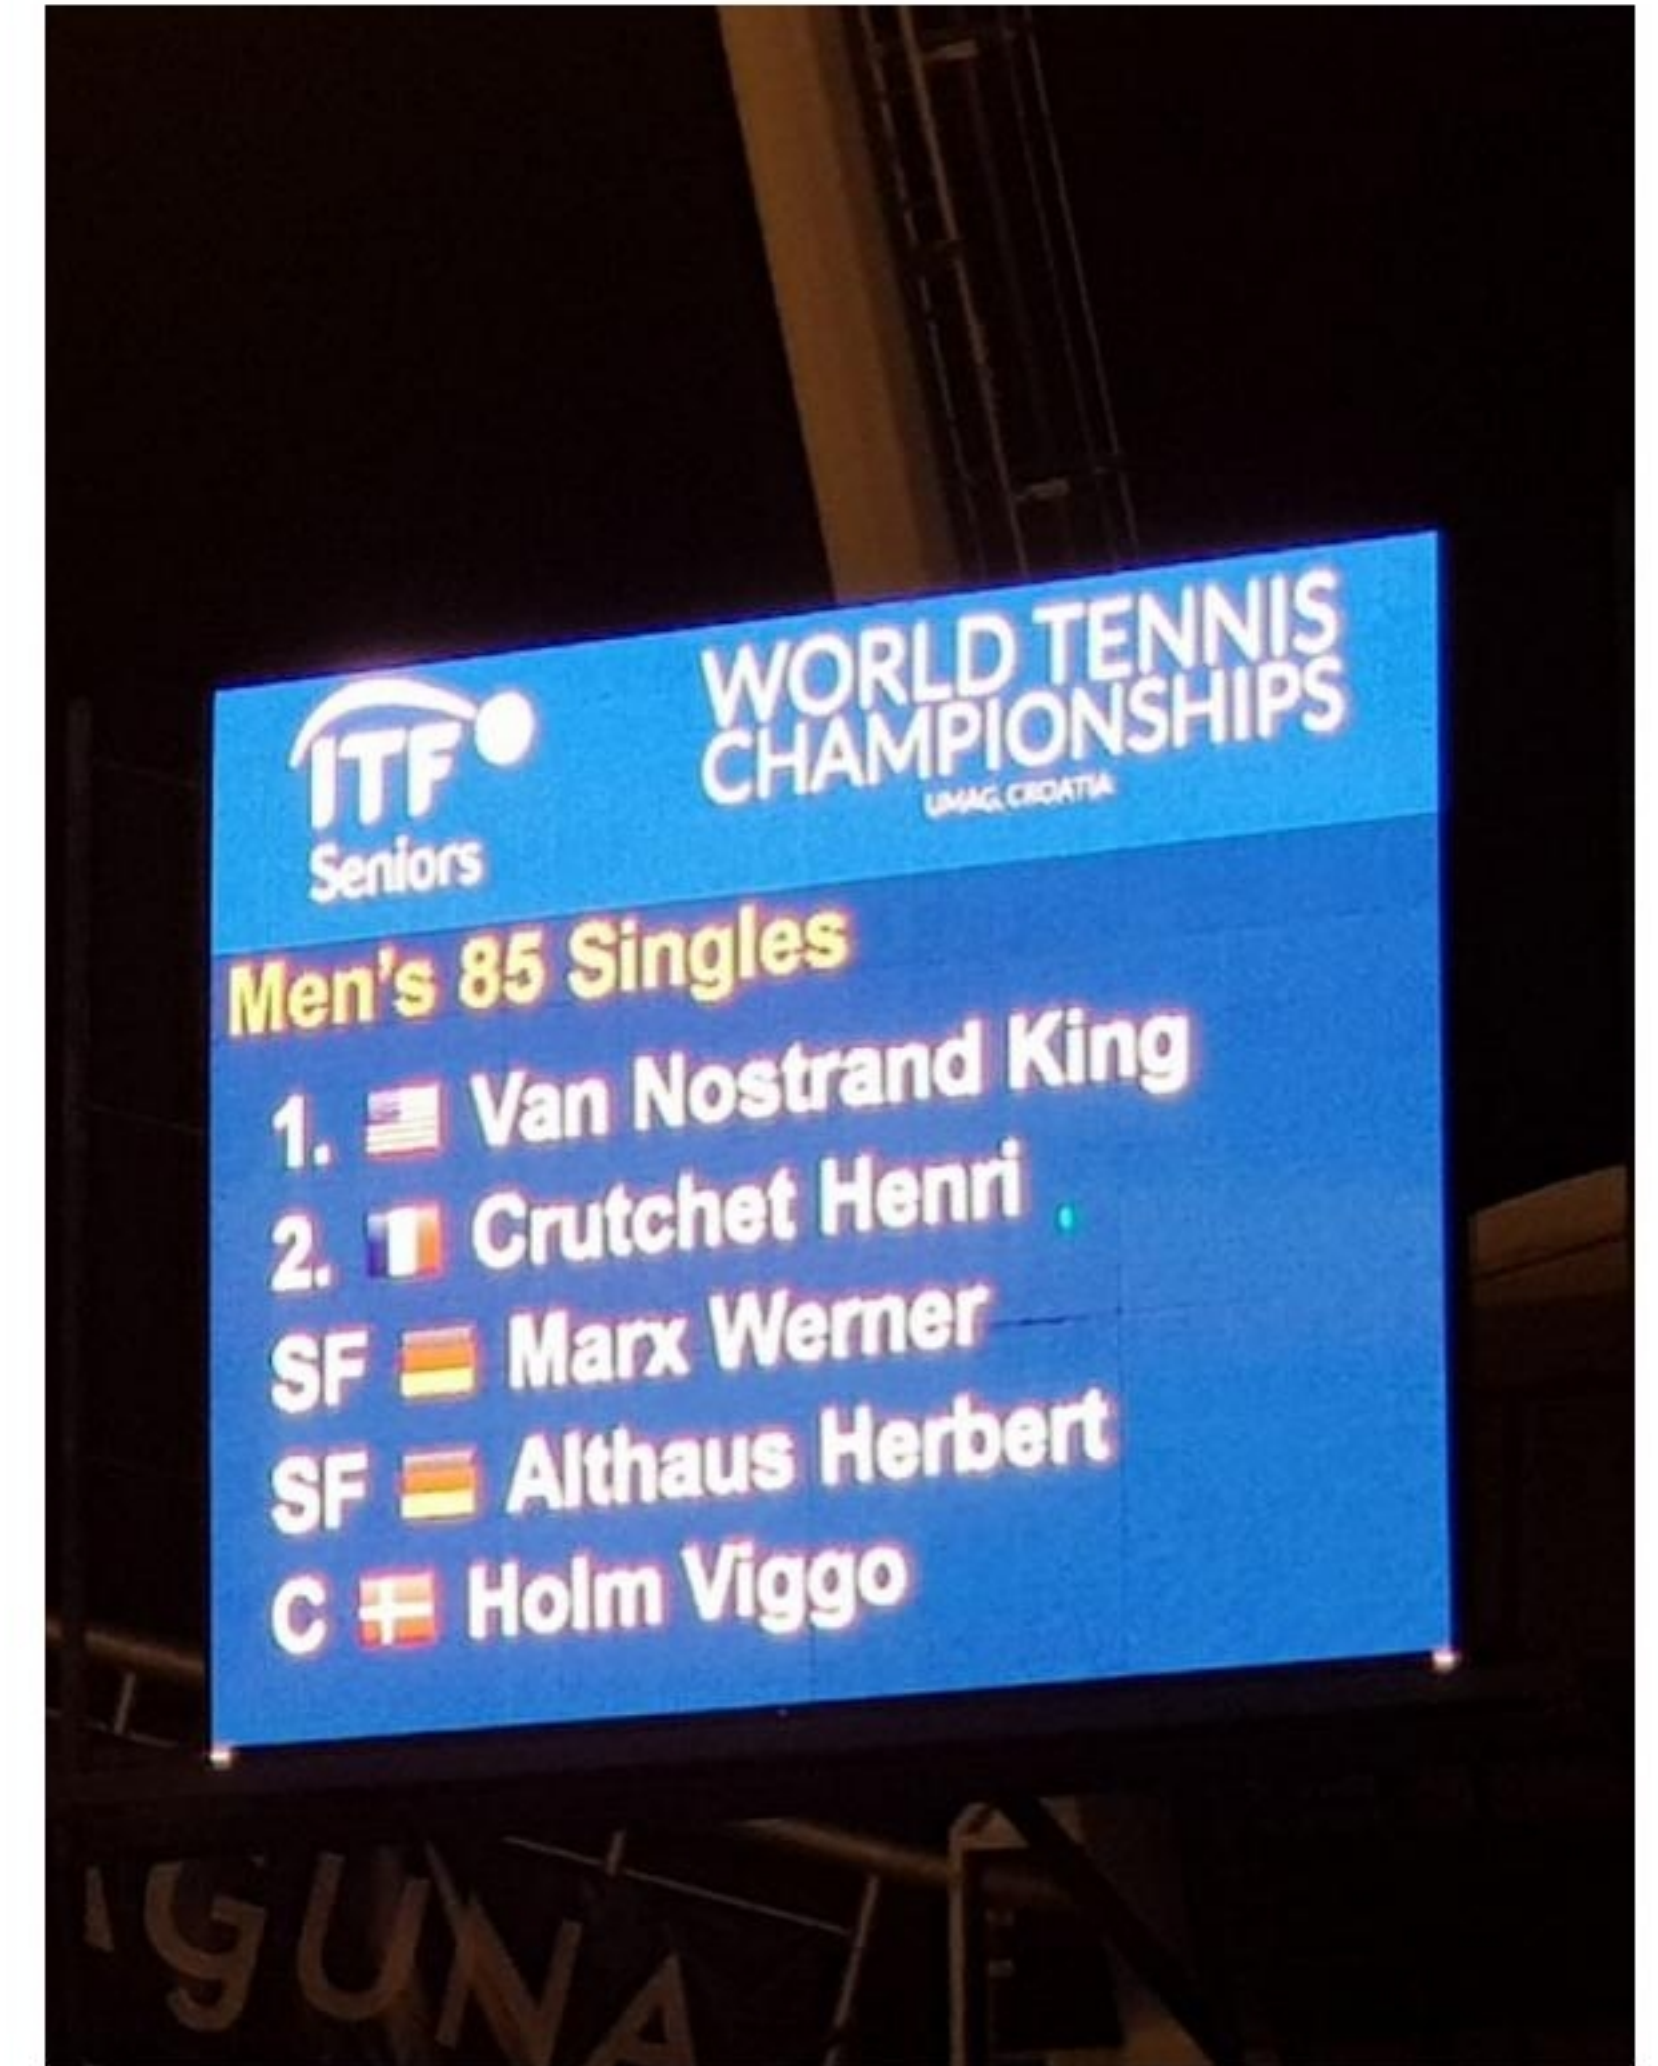 ITF
Seniors
WORLD TENNIS
CHAMPIONSHIPS
UMAG, CROATIA
Men's 85 Singles
1. Van Nostrand King
2. Crutchet Henri
SF Marx Werner
SF Althaus Herbert
C Holm Viggo
GUNA